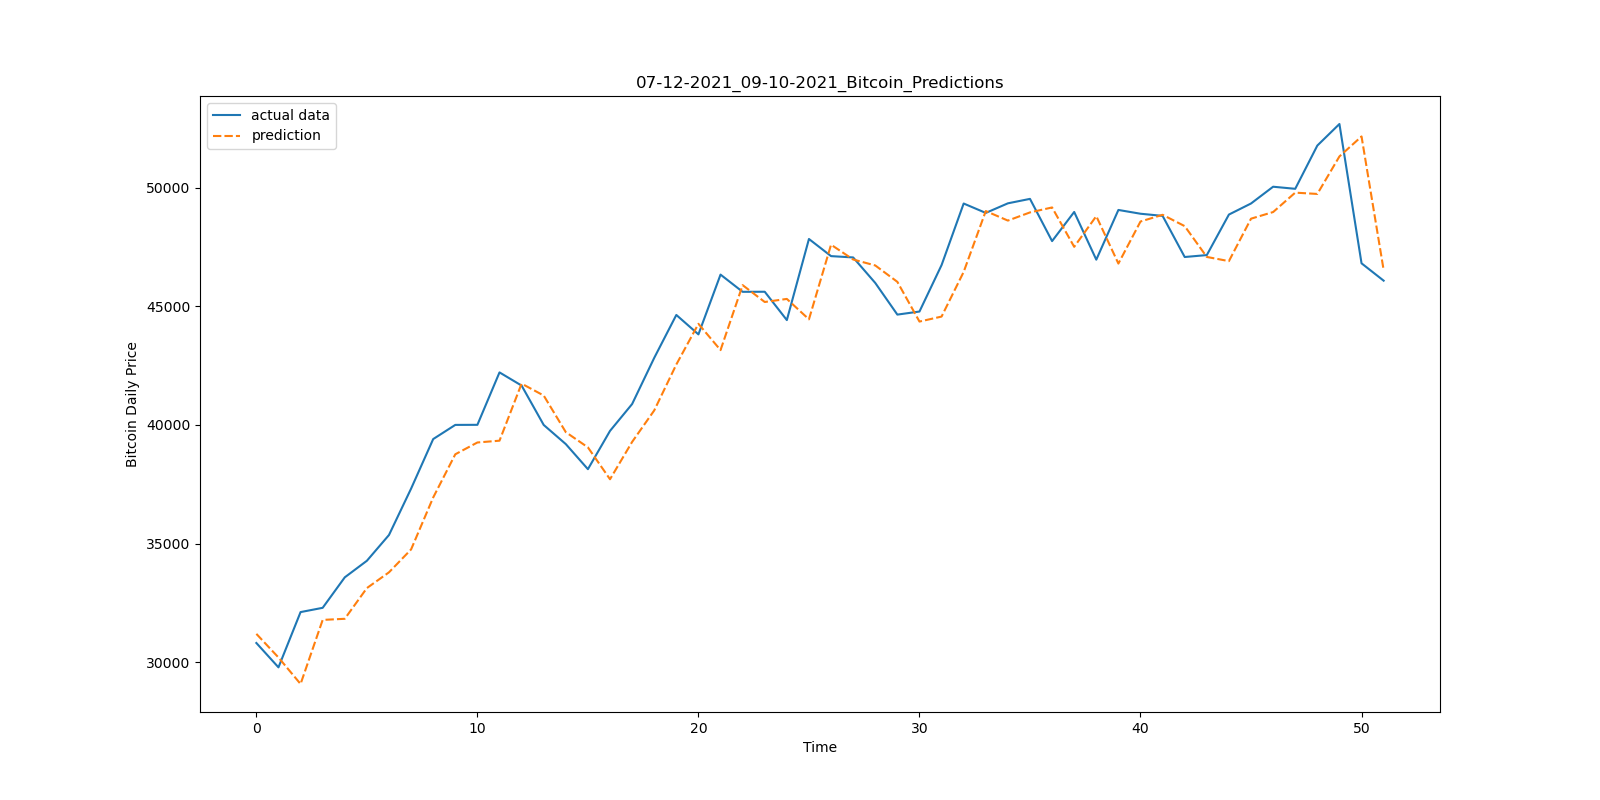 07-12-2021_09-10-2021_Bitcoin_Predictions
actual data
prediction
50000
45000
40000
35000
30000
Bitcoin Daily Price
0 10 20 30 40 50
Time